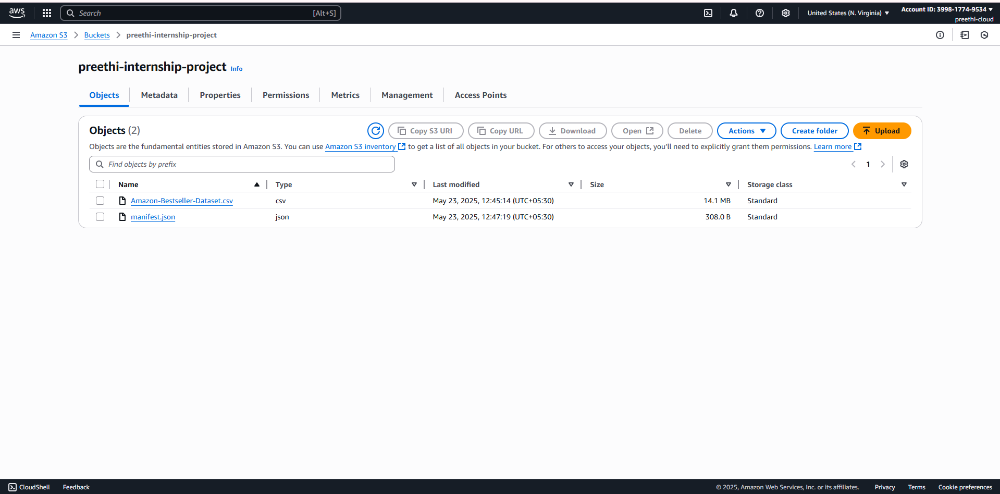 aws Search [Alt+S] United States (N. Virginia) Account ID: 3998-1774-9534
preethi-cloud
Amazon S3 Buckets preethi-internship-project
preethi-internship-project Info
Objects Metadata Properties Permissions Metrics Management Access Points
Objects (2) Copy S3 URI Copy URL Download Open Delete Actions Create folder Upload
Objects are the fundamental entities stored in Amazon S3. You can use Amazon S3 inventory to get a list of all objects in your bucket. For others to access your objects, you’ll need to explicitly grant them permissions. Learn more
Find objects by prefix 1
Name Type Last modified Size Storage class
Amazon-Bestseller-Dataset.csv csv May 23, 2025, 12:45:14 (UTC+05:30) 14.1 MB Standard
manifest.json json May 23, 2025, 12:47:19 (UTC+05:30) 308.0 B Standard
CloudShell Feedback © 2025, Amazon Web Services, Inc. or its affiliates. Privacy Terms Cookie preferences